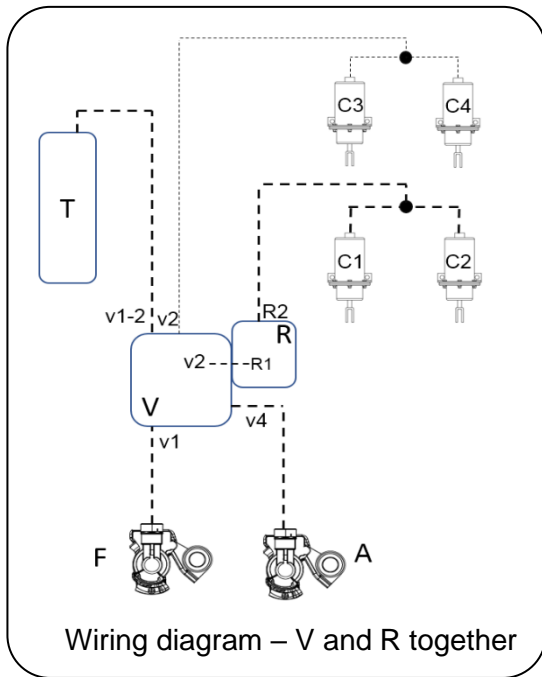 C3 C4
T
C1 C2
v1-2 v2 R2
R
v2 R1
V v4
v1
F A
Wiring diagram – V and R together